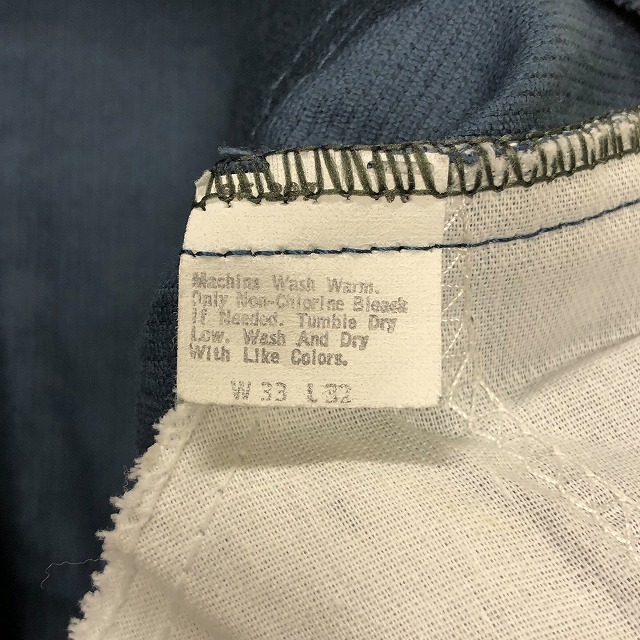 Machine Wash Warm.
Only Non-Chlorine Bleach
If Needed. Tumble Dry
Low. Wash And Dry
With Like Colors.
W 33 L 32